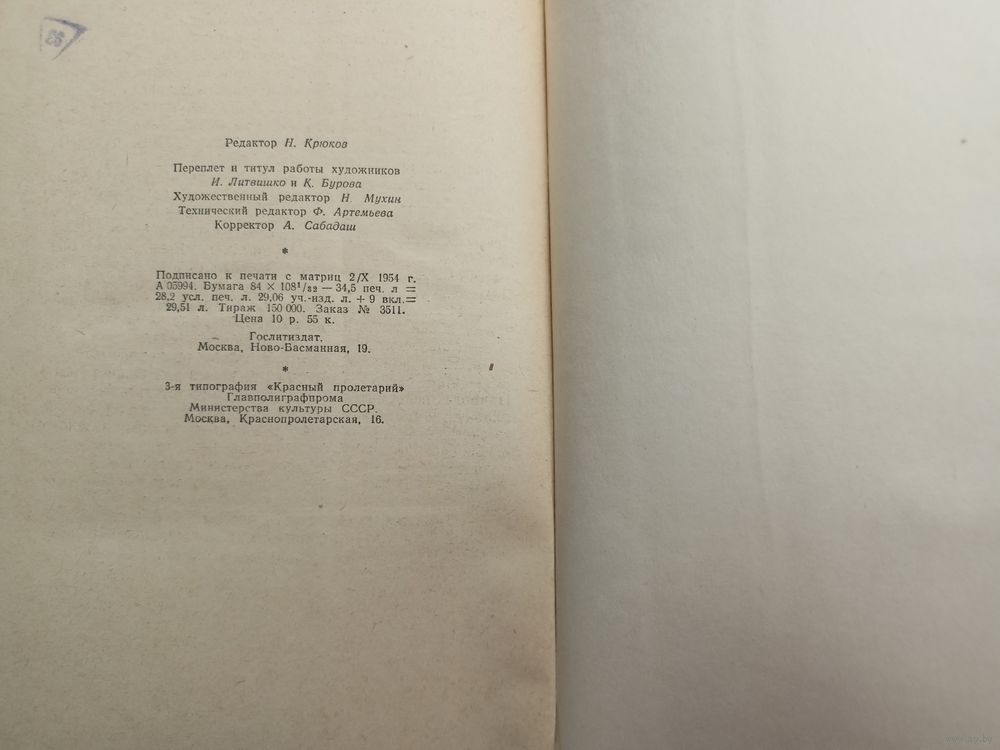 Редактор Н. Крюков
Переплет и титул работы художников
И. Литвишко и К. Бурова
Художественный редактор Н. Мухин
Технический редактор Ф. Артемьева
Корректор А. Сабадаш
*
Подписано к печати с матриц 2/X 1954 г.
А 05994. Бумага 84 × 108¹/₃₂ — 34,5 печ. л =
28,2 усл. печ. л. 29,06 уч.-изд. л. + 9 вкл. =
29,51 л. Тираж 150 000. Заказ № 3511.
Цена 10 р. 55 к.
Гослитиздат.
Москва, Ново-Басманная, 19.
*
3-я типография «Красный пролетарий»
Главполиграфпрома
Министерства культуры СССР.
Москва, Краснопролетарская, 16.